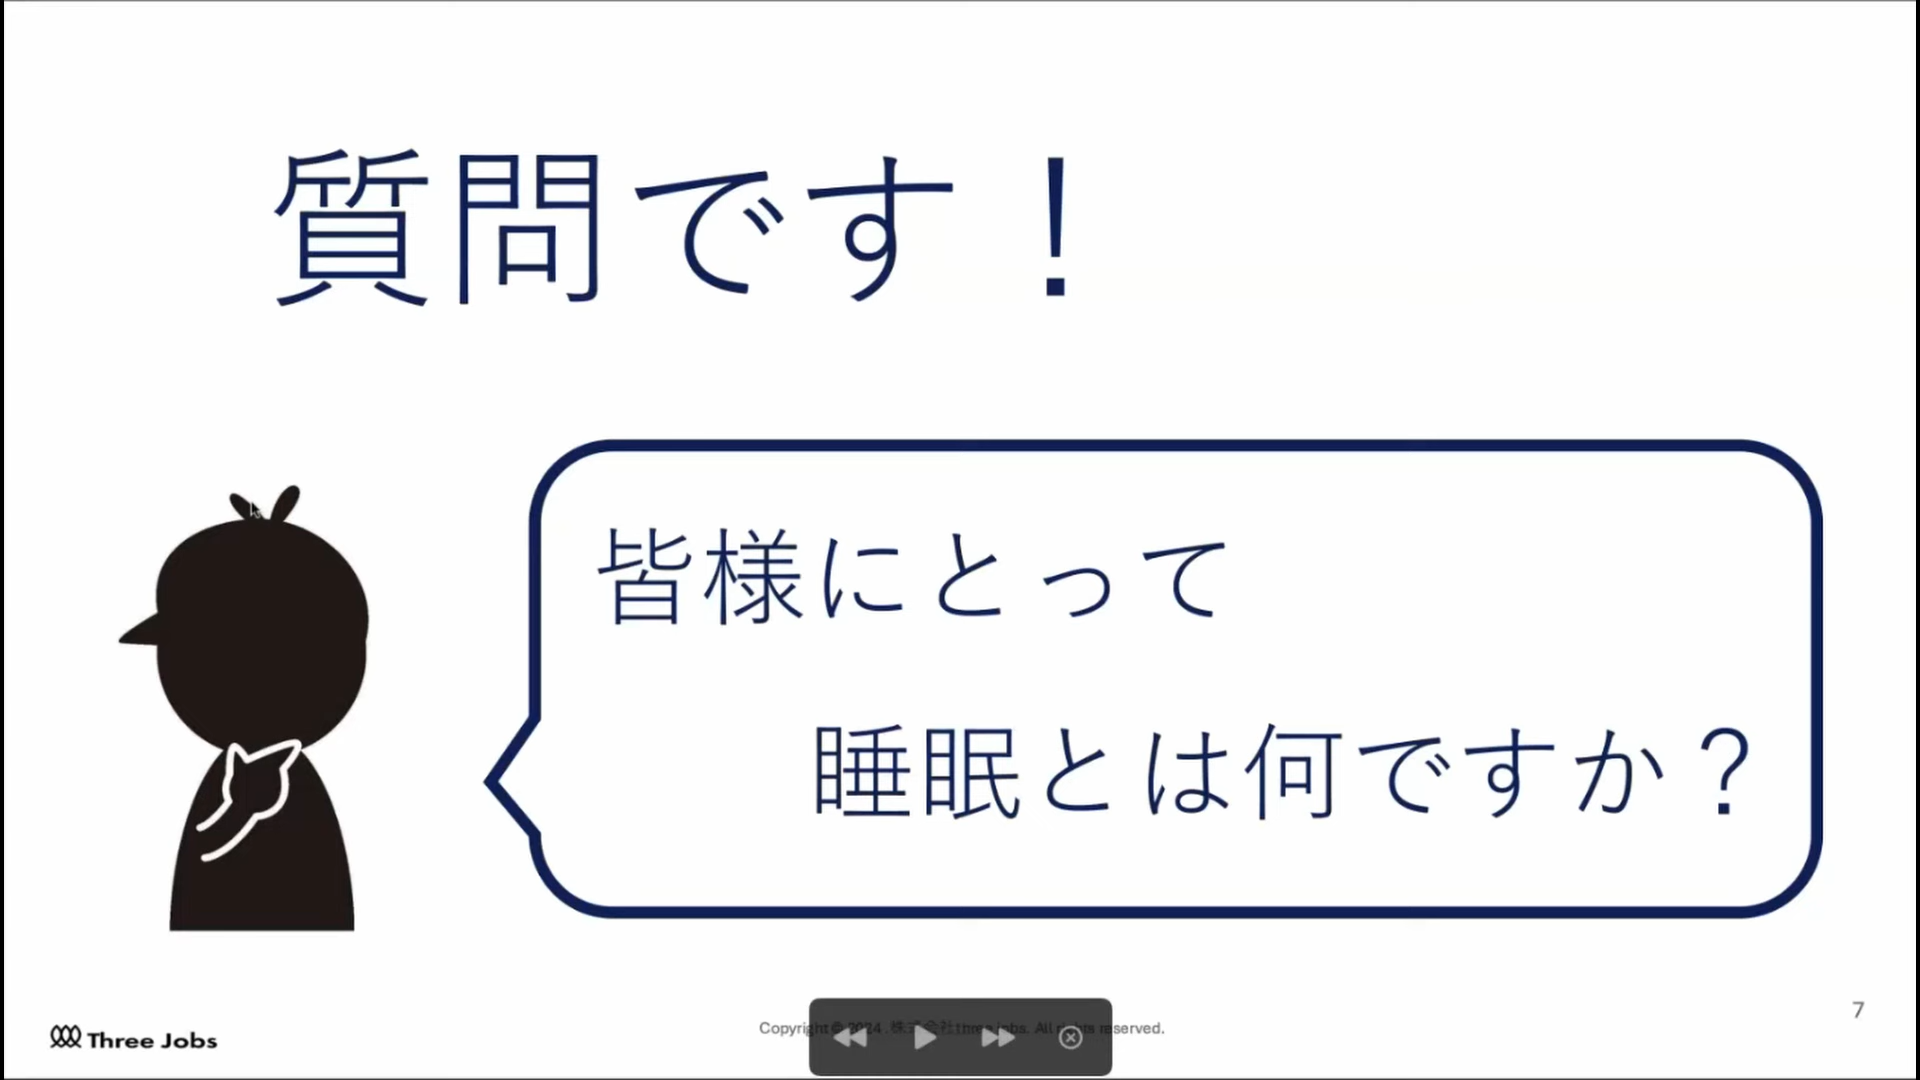 質問です！
皆様にとって
睡眠とは何ですか？
7
Three Jobs
Copyright © 2024 .株式会社three jobs. All rights reserved.